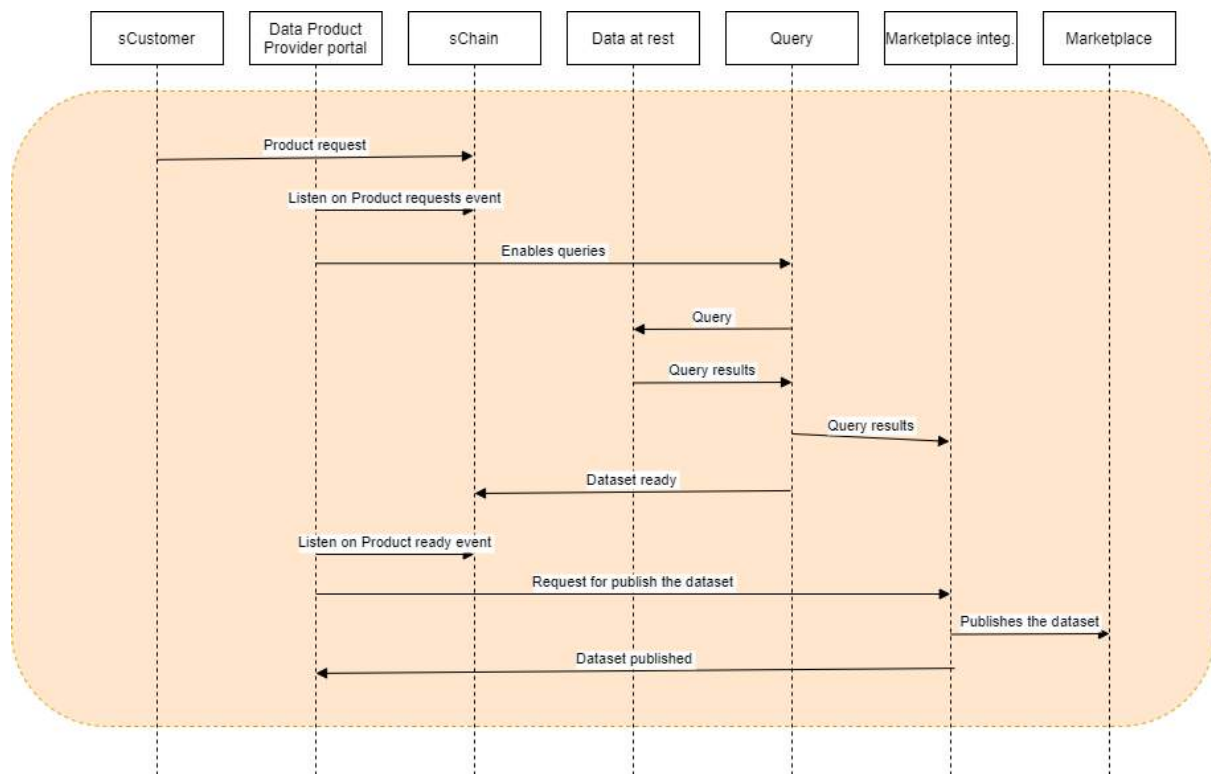 sCustomer
Data Product
Provider portal
sChain
Data at rest
Query
Marketplace integ.
Marketplace
Product request
Listen on Product requests event
Enables queries
Query
Query results
Query results
Dataset ready
Listen on Product ready event
Request for publish the dataset
Publishes the dataset
Dataset published